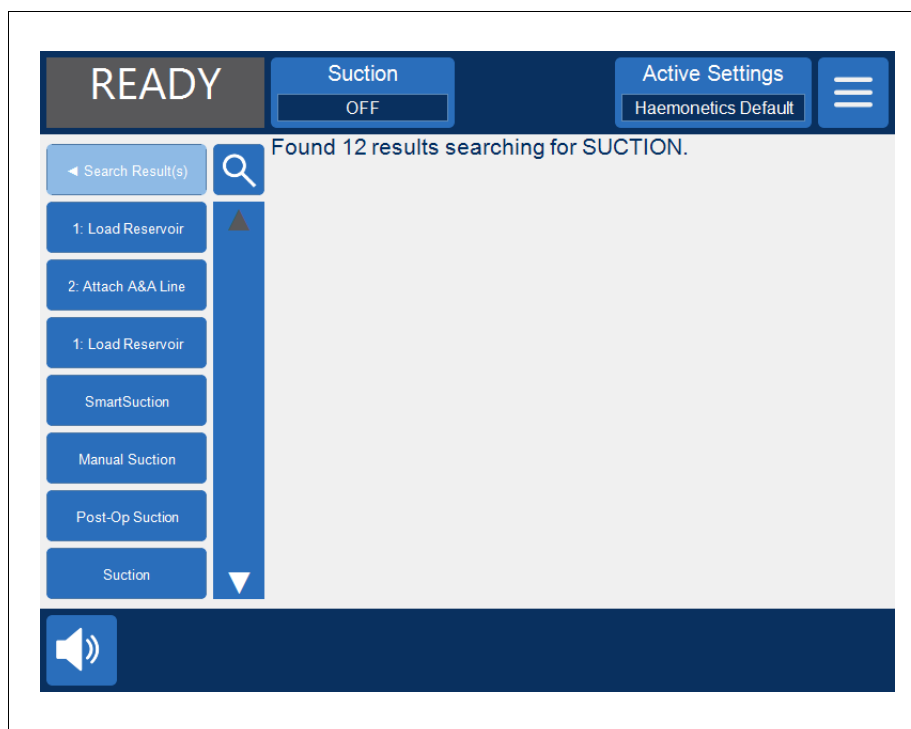 READY
Suction
OFF
Active Settings
Haemonetics Default
◄ Search Result(s)
Found 12 results searching for SUCTION.
1: Load Reservoir
2: Attach A&A Line
1: Load Reservoir
SmartSuction
Manual Suction
Post-Op Suction
Suction